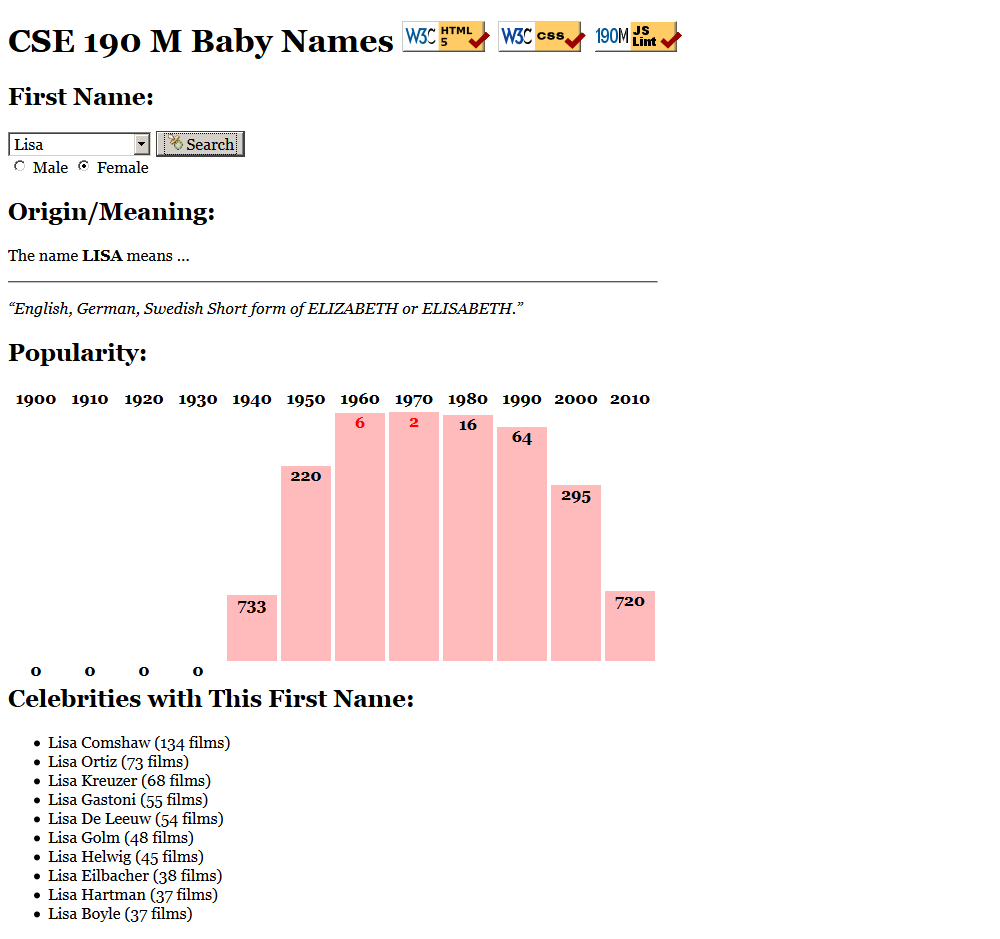 CSE 190 M Baby Names W3C HTML 5 W3C css 190M JS Lint
First Name:
Lisa Search
Male Female
Origin/Meaning:
The name LISA means ...
“English, German, Swedish Short form of ELIZABETH or ELISABETH.”
Popularity:
1900 1910 1920 1930 1940 1950 1960 1970 1980 1990 2000 2010
0 0 0 0 733 220 6 2 16 64 295 720
Celebrities with This First Name:
Lisa Comshaw (134 films)
Lisa Ortiz (73 films)
Lisa Kreuzer (68 films)
Lisa Gastoni (55 films)
Lisa De Leeuw (54 films)
Lisa Golm (48 films)
Lisa Helwig (45 films)
Lisa Eilbacher (38 films)
Lisa Hartman (37 films)
Lisa Boyle (37 films)